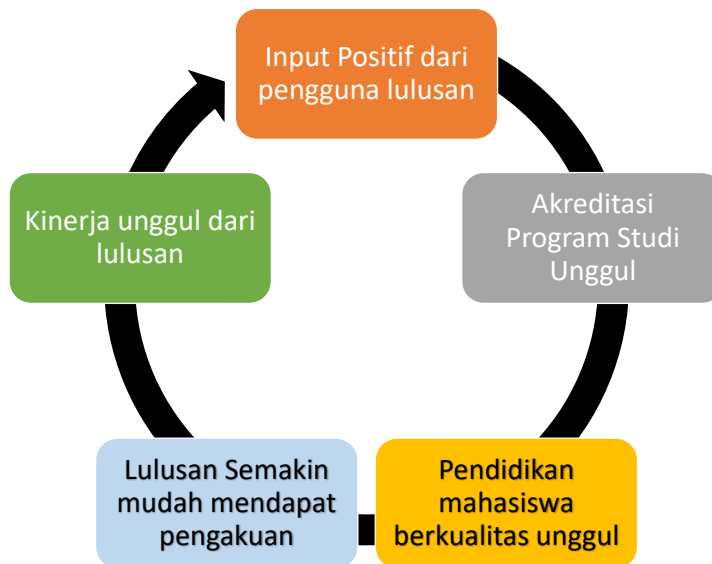 Input Positif dari
pengguna lulusan
Akreditasi
Program Studi
Unggul
Pendidikan
mahasiswa
berkualitas unggul
Lulusan Semakin
mudah mendapat
pengakuan
Kinerja unggul dari
lulusan